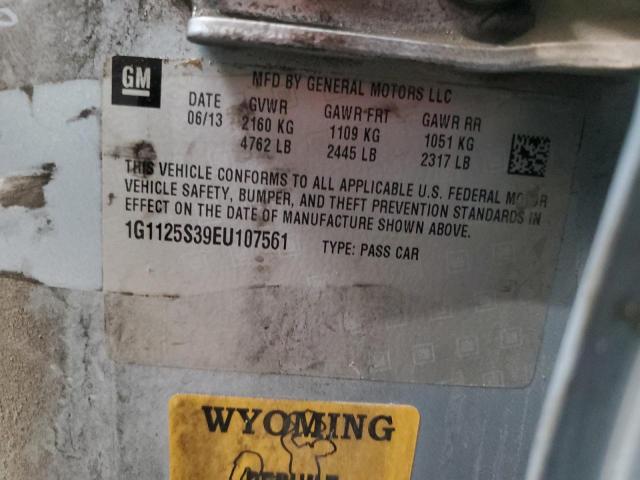 GM
MFD BY GENERAL MOTORS LLC
DATE GVWR GAWR FRT GAWR RR
06/13 2160 KG 1109 KG 1051 KG
4762 LB 2445 LB 2317 LB
THIS VEHICLE CONFORMS TO ALL APPLICABLE U.S. FEDERAL MOTOR
VEHICLE SAFETY, BUMPER, AND THEFT PREVENTION STANDARDS IN
EFFECT ON THE DATE OF MANUFACTURE SHOWN ABOVE.
1G1125S39EU107561 TYPE: PASS CAR
WYOMING